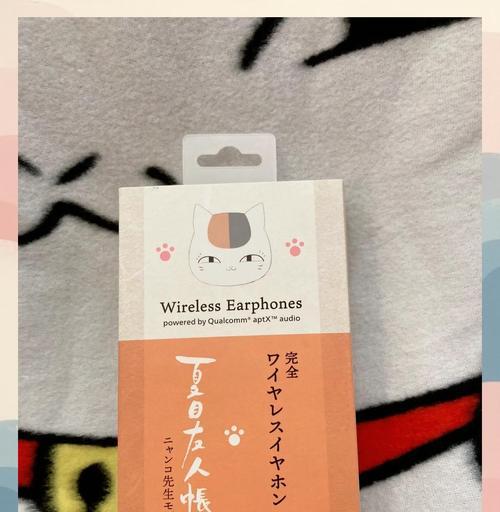 Wireless Earphones
powered by Qualcomm® aptX™ audio
完全
ワイヤレスイヤホン
夏目友人帳
ニャンコ先生モ